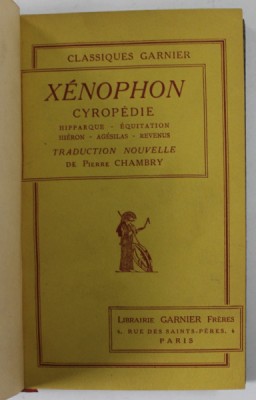 CLASSIQUES GARNIER
XÉNOPHON
CYROPÉDIE
HIPPARQUE - ÉQUITATION
HIÉRON - AGÉSILAS - REVENUS
TRADUCTION NOUVELLE
DE PIERRE CHAMBRY
LIBRAIRIE GARNIER FRÈRES
6, RUE DES SAINTS-PÈRES, 6
PARIS